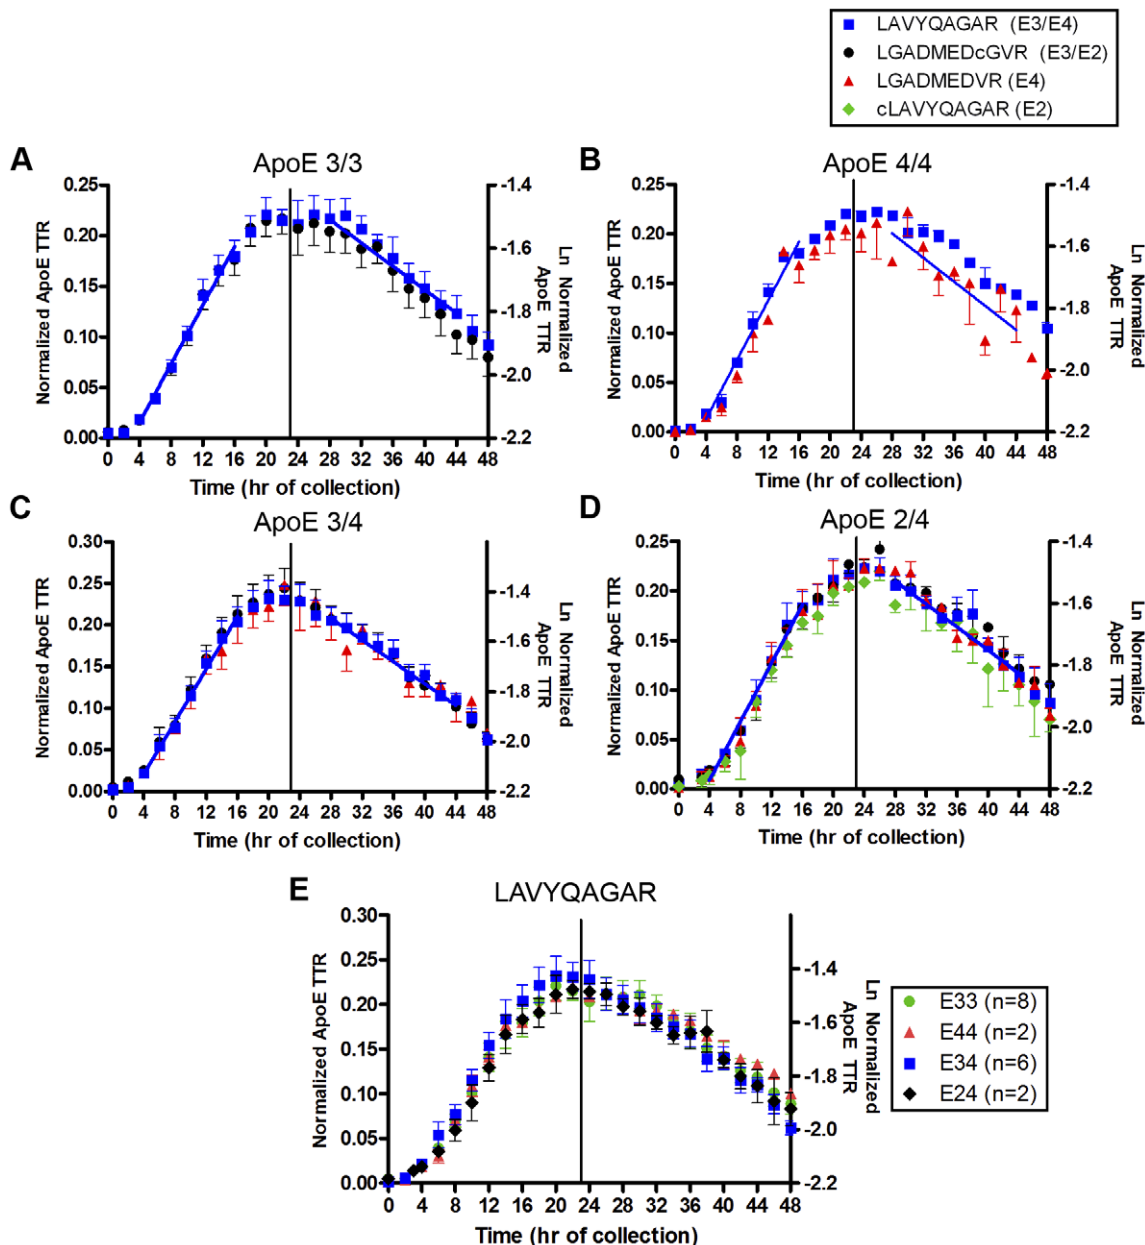 LAVYQAGAR (E3/E4)
LGADMEDcGVR (E3/E2)
LGADMEDVR (E4)
cLAVYQAGAR (E2)
A
ApoE 3/3
Normalized ApoE TTR
0.25
0.20
0.15
0.10
0.05
0.00
0 4 8 12 16 20 24 28 32 36 40 44 48
Time (hr of collection)
-1.4
-1.6
-1.8
-2.0
-2.2
Ln Normalized
ApoE TTR
B
ApoE 4/4
Normalized ApoE TTR
0.25
0.20
0.15
0.10
0.05
0.00
0 4 8 12 16 20 24 28 32 36 40 44 48
Time (hr of collection)
-1.4
-1.6
-1.8
-2.0
-2.2
Ln Normalized
ApoE TTR
C
ApoE 3/4
Normalized ApoE TTR
0.30
0.25
0.20
0.15
0.10
0.05
0.00
0 4 8 12 16 20 24 28 32 36 40 44 48
Time (hr of collection)
-1.4
-1.6
-1.8
-2.0
-2.2
Ln Normalized
ApoE TTR
D
ApoE 2/4
Normalized ApoE TTR
0.25
0.20
0.15
0.10
0.05
0.00
0 4 8 12 16 20 24 28 32 36 40 44 48
Time (hr of collection)
-1.4
-1.6
-1.8
-2.0
-2.2
Ln Normalized
ApoE TTR
E
LAVYQAGAR
Normalized ApoE TTR
0.30
0.25
0.20
0.15
0.10
0.05
0.00
0 4 8 12 16 20 24 28 32 36 40 44 48
Time (hr of collection)
-1.4
-1.6
-1.8
-2.0
-2.2
Ln Normalized
ApoE TTR
E33 (n=8)
E44 (n=2)
E34 (n=6)
E24 (n=2)